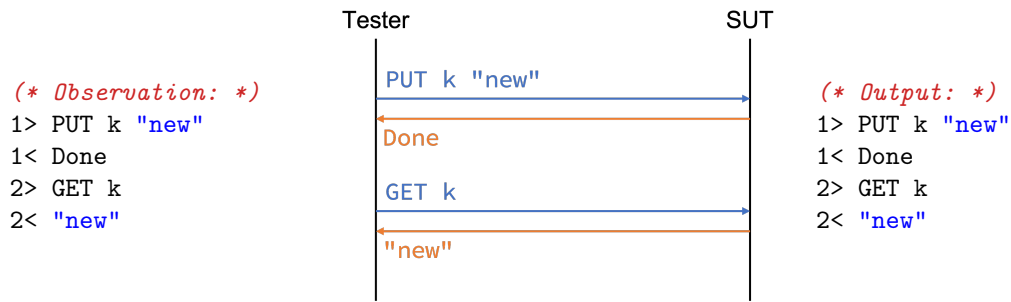 Tester
SUT
(* Observation: *)
1> PUT k "new"
1< Done
2> GET k
2< "new"
PUT k "new"
Done
GET k
"new"
(* Output: *)
1> PUT k "new"
1< Done
2> GET k
2< "new"